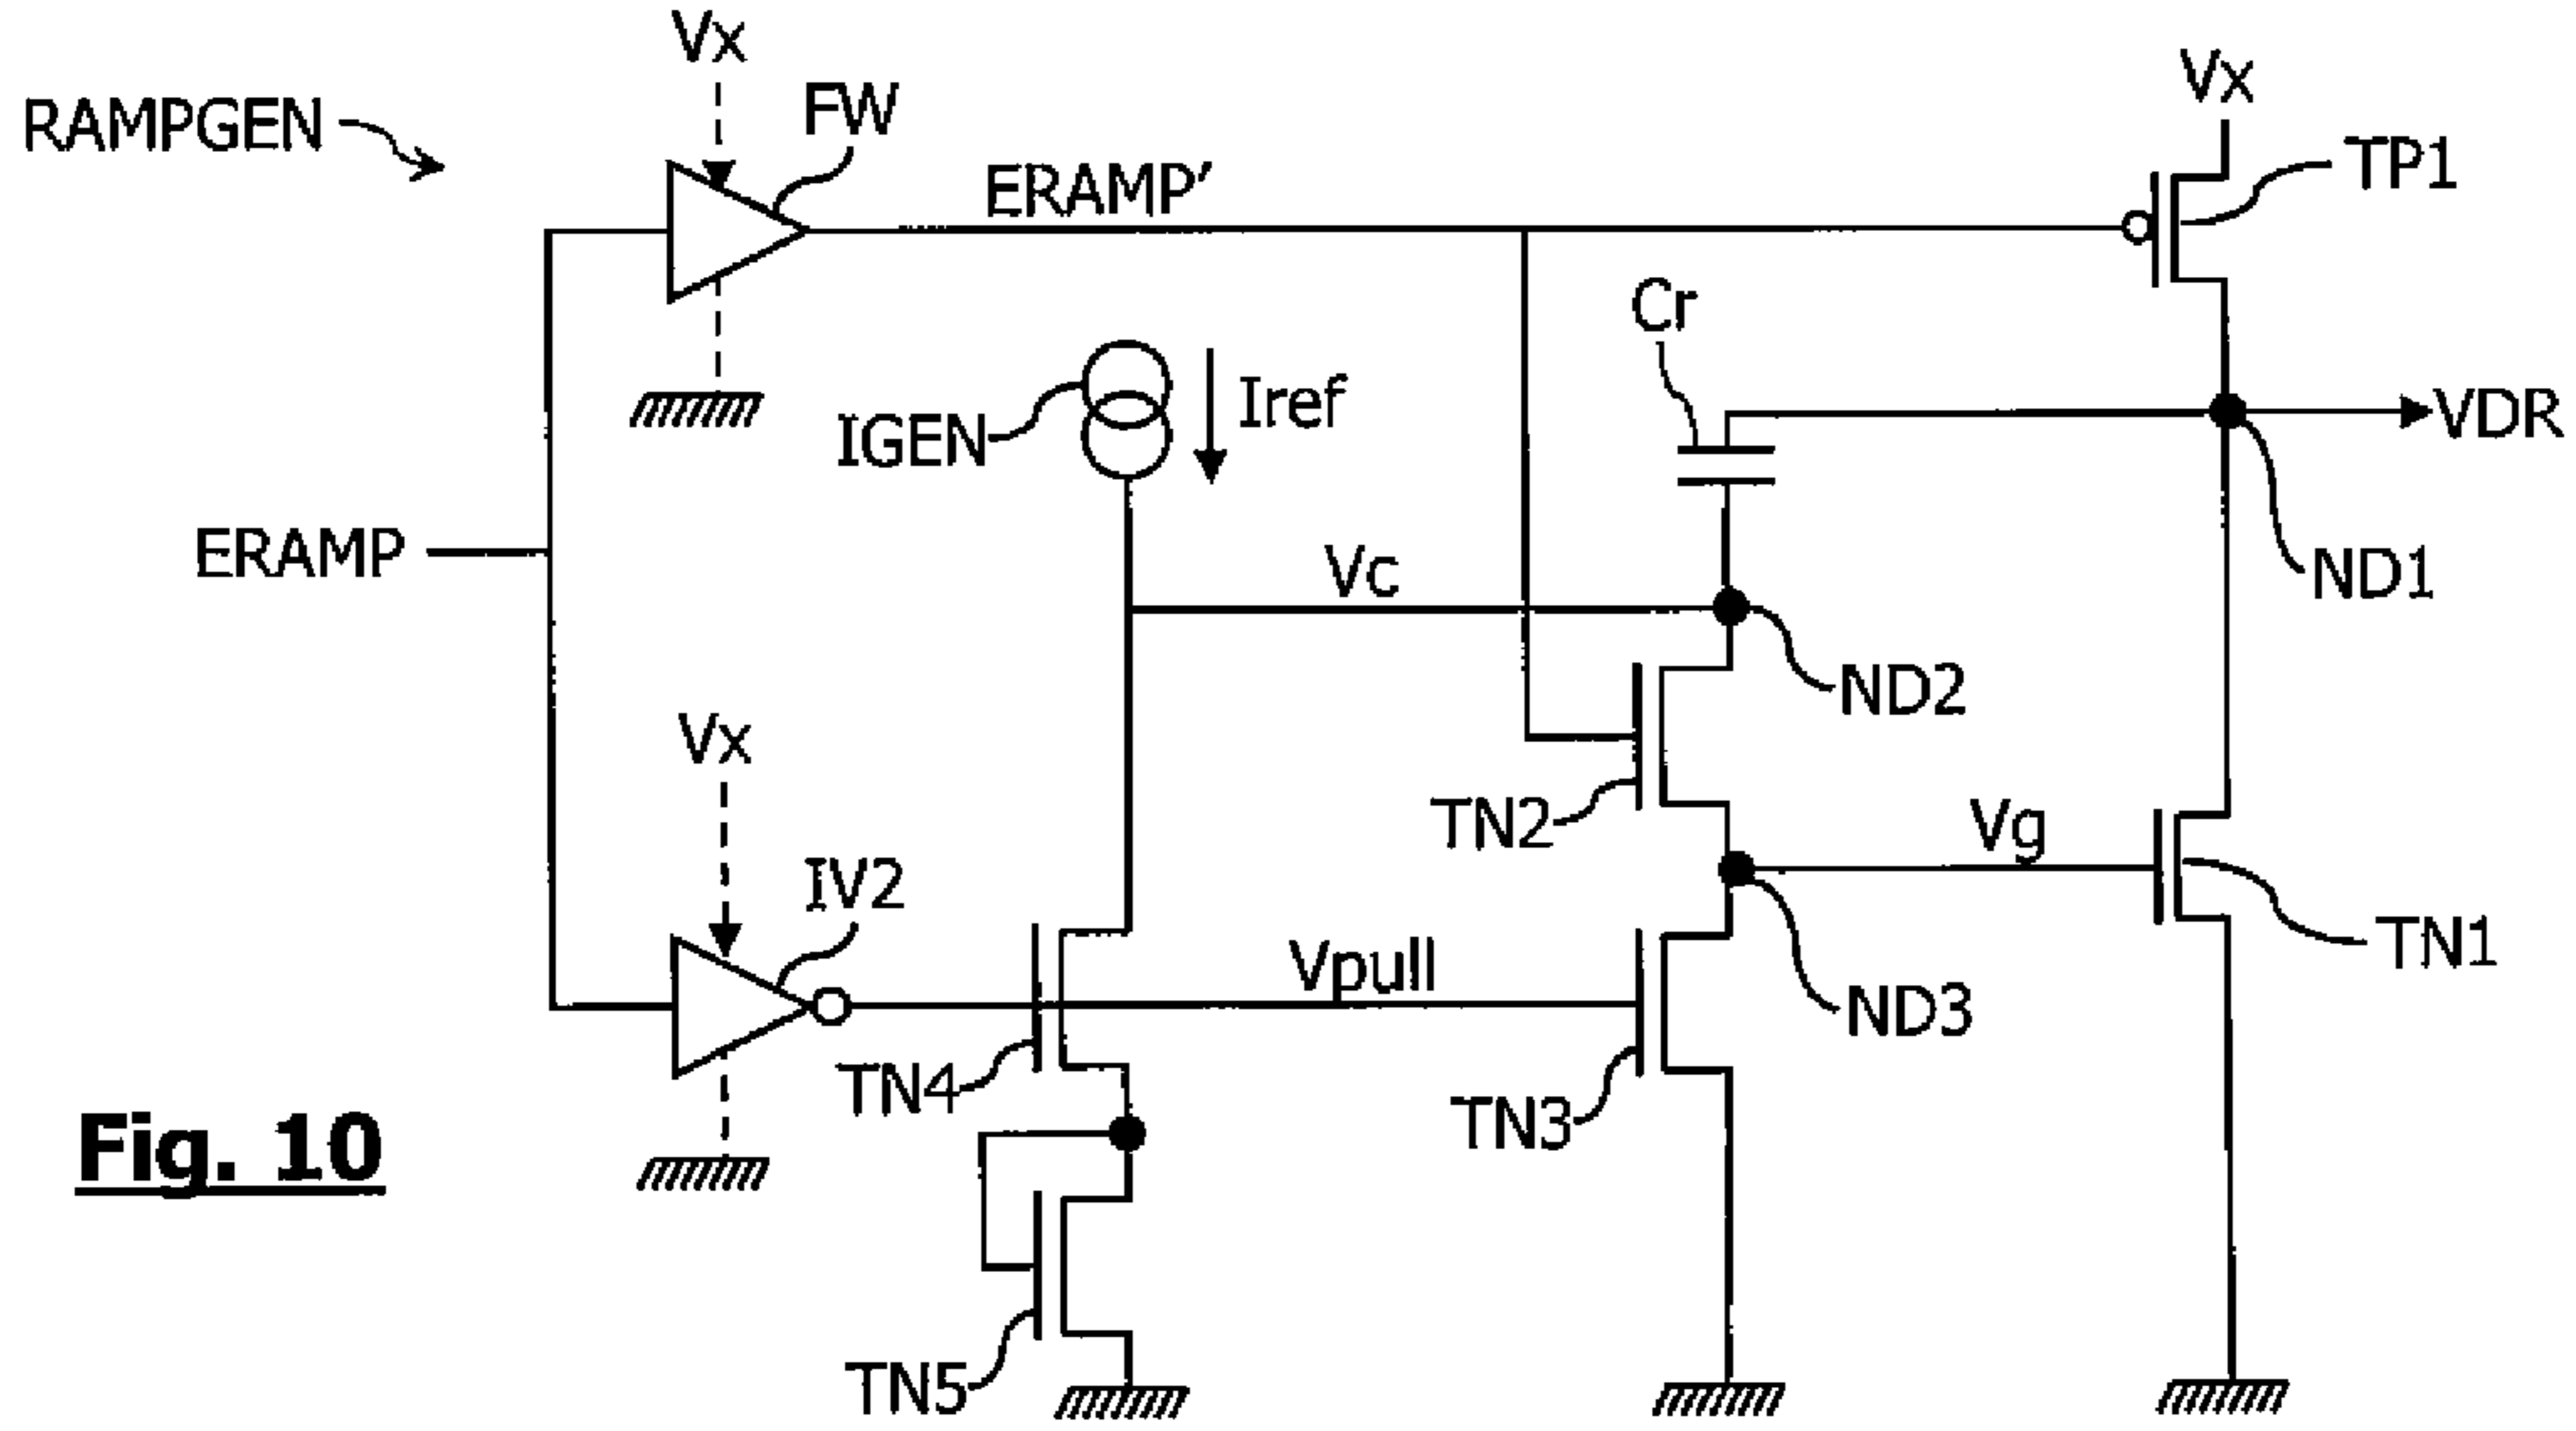 Vx
RAMPGEN
FW
Vx
ERAMP'
TP1
Cr
IGEN
Iref
VDR
ERAMP
Vc
ND1
ND2
Vx
TN2
Vg
IV2
Vpull
TN1
ND3
TN4
TN3
Fig. 10
TN5